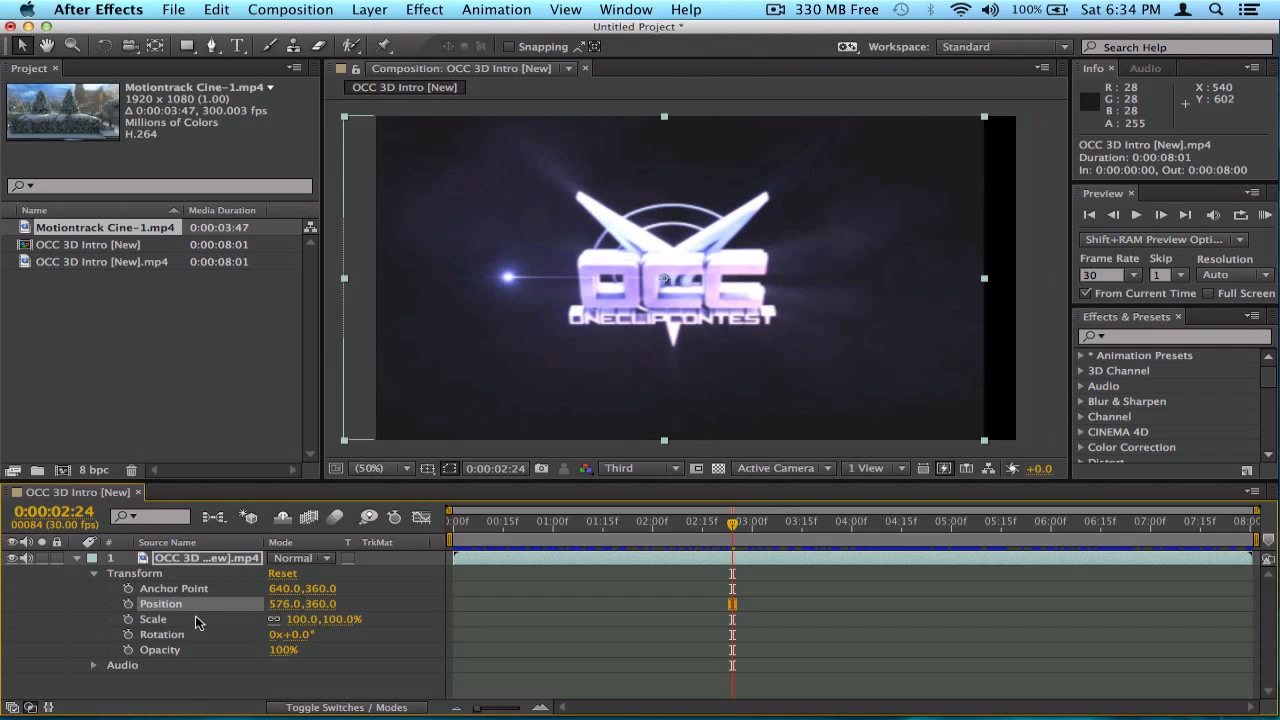 After Effects File Edit Composition Layer Effect Animation View Window Help 330 MB Free 100% Sat 6:34 PM
Untitled Project *
Snapping Workspace: Standard Search Help
Project
Motiontrack Cine-1.mp4
1920 x 1080 (1.00)
Δ 0:00:03:47, 300.003 fps
Millions of Colors
H.264
Name Media Duration
Motiontrack Cine-1.mp4 0:00:03:47
OCC 3D Intro [New] 0:00:08:01
OCC 3D Intro [New].mp4 0:00:08:01
8 bpc
Composition: OCC 3D Intro [New]
OCC 3D Intro [New]
OCC
ONECLIPCONTEST
(50%) 0:00:02:24 Third Active Camera 1 View +0.0
Info Audio
R: 28 X: 540
G: 28 Y: 602
B: 28
A: 255
OCC 3D Intro [New].mp4
Duration: 0:00:08:01
In: 0:00:00:00, Out: 0:00:08:00
Preview
Shift+RAM Preview Opti...
Frame Rate Skip Resolution
30 1 Auto
From Current Time Full Screen
Effects & Presets
* Animation Presets
3D Channel
Audio
Blur & Sharpen
Channel
CINEMA 4D
Color Correction
Distort
OCC 3D Intro [New]
0:00:02:24
00084 (30.00 fps)
:00f 00:15f 01:00f 01:15f 02:00f 02:15f 03:00f 03:15f 04:00f 04:15f 05:00f 05:15f 06:00f 06:15f 07:00f 07:15f 08:00
# Source Name Mode T TrkMat
1 OCC 3D ...ew].mp4 Normal
Transform Reset
Anchor Point 640.0,360.0
Position 576.0,360.0
Scale 100.0,100.0%
Rotation 0x+0.0°
Opacity 100%
Audio
Toggle Switches / Modes